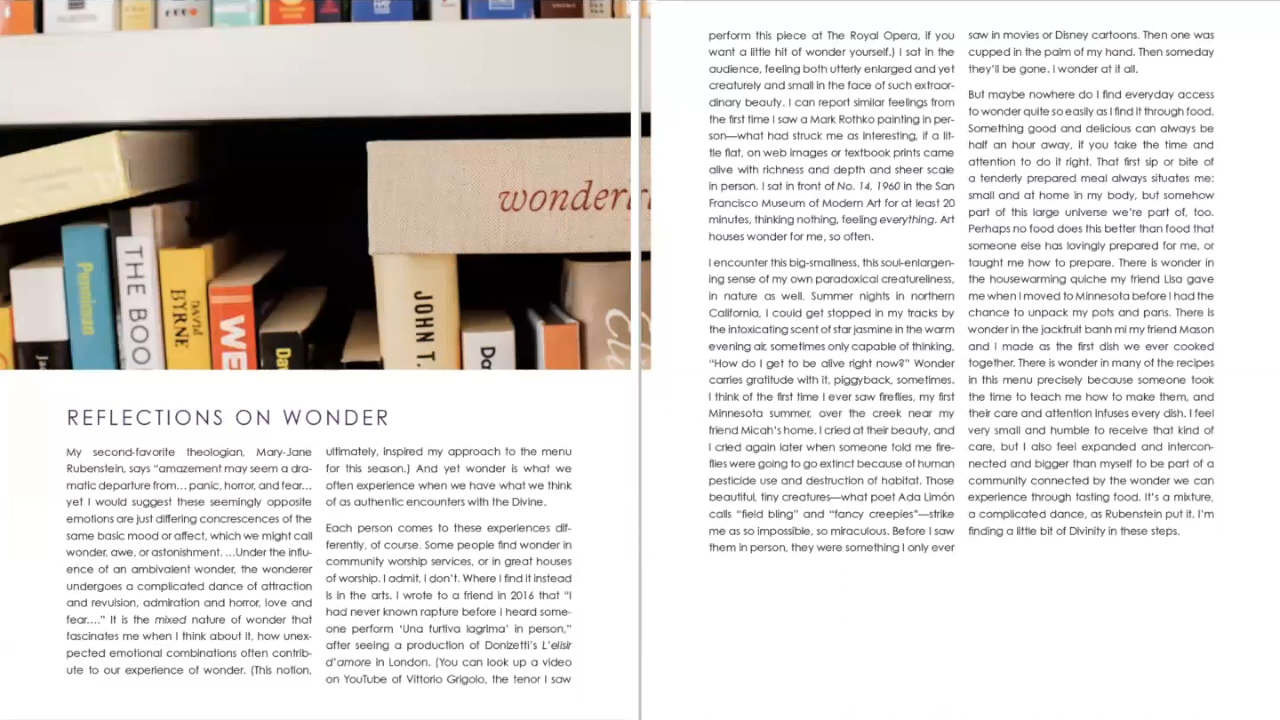 wonder
Peminas
THE BOO
DAVID
BYRNE
WE
JOHN T.
Da
REFLECTIONS ON WONDER
My second-favorite theologian, Mary-Jane
Rubenstein, says “amazement may seem a dra-
matic departure from… panic, horror, and fear…
yet I would suggest these seemingly opposite
emotions are just differing concrescences of the
same basic mood or affect, which we might call
wonder, awe, or astonishment. …Under the influ-
ence of an ambivalent wonder, the wonderer
undergoes a complicated dance of attraction
and revulsion, admiration and horror, love and
fear….” It is the mixed nature of wonder that
fascinates me when I think about it, how unex-
pected emotional combinations often contrib-
ute to our experience of wonder. (This notion,
ultimately, inspired my approach to the menu
for this season.) And yet wonder is what we
often experience when we have what we think
of as authentic encounters with the Divine.
Each person comes to these experiences dif-
ferently, of course. Some people find wonder in
community worship services, or in great houses
of worship. I admit, I don’t. Where I find it instead
is in the arts. I wrote to a friend in 2016 that “I
had never known rapture before I heard some-
one perform ‘Una furtiva lagrima’ in person,”
after seeing a production of Donizetti’s L’elisir
d’amore in London. (You can look up a video
on YouTube of Vittorio Grigolo, the tenor I saw
perform this piece at The Royal Opera, if you
want a little hit of wonder yourself.) I sat in the
audience, feeling both utterly enlarged and yet
creaturely and small in the face of such extraor-
dinary beauty. I can report similar feelings from
the first time I saw a Mark Rothko painting in per-
son—what had struck me as interesting, if a lit-
tle flat, on web images or textbook prints came
alive with richness and depth and sheer scale
in person. I sat in front of No. 14, 1960 in the San
Francisco Museum of Modern Art for at least 20
minutes, thinking nothing, feeling everything. Art
houses wonder for me, so often.
I encounter this big-smallness, this soul-enlargen-
ing sense of my own paradoxical creatureliness,
in nature as well. Summer nights in northern
California, I could get stopped in my tracks by
the intoxicating scent of star jasmine in the warm
evening air, sometimes only capable of thinking,
“How do I get to be alive right now?” Wonder
carries gratitude with it, piggyback, sometimes.
I think of the first time I ever saw fireflies, my first
Minnesota summer, over the creek near my
friend Micah’s home. I cried at their beauty, and
I cried again later when someone told me fire-
flies were going to go extinct because of human
pesticide use and destruction of habitat. Those
beautiful, tiny creatures—what poet Ada Limón
calls “field bling” and “fancy creepies”—strike
me as so impossible, so miraculous. Before I saw
them in person, they were something I only ever
saw in movies or Disney cartoons. Then one was
cupped in the palm of my hand. Then someday
they’ll be gone. I wonder at it all.
But maybe nowhere do I find everyday access
to wonder quite so easily as I find it through food.
Something good and delicious can always be
half an hour away, if you take the time and
attention to do it right. That first sip or bite of
a tenderly prepared meal always situates me:
small and at home in my body, but somehow
part of this large universe we’re part of, too.
Perhaps no food does this better than food that
someone else has lovingly prepared for me, or
taught me how to prepare. There is wonder in
the housewarming quiche my friend Lisa gave
me when I moved to Minnesota before I had the
chance to unpack my pots and pans. There is
wonder in the jackfruit banh mi my friend Mason
and I made as the first dish we ever cooked
together. There is wonder in many of the recipes
in this menu precisely because someone took
the time to teach me how to make them, and
their care and attention infuses every dish. I feel
very small and humble to receive that kind of
care, but I also feel expanded and intercon-
nected and bigger than myself to be part of a
community connected by the wonder we can
experience through tasting food. It’s a mixture,
a complicated dance, as Rubenstein put it. I’m
finding a little bit of Divinity in these steps.